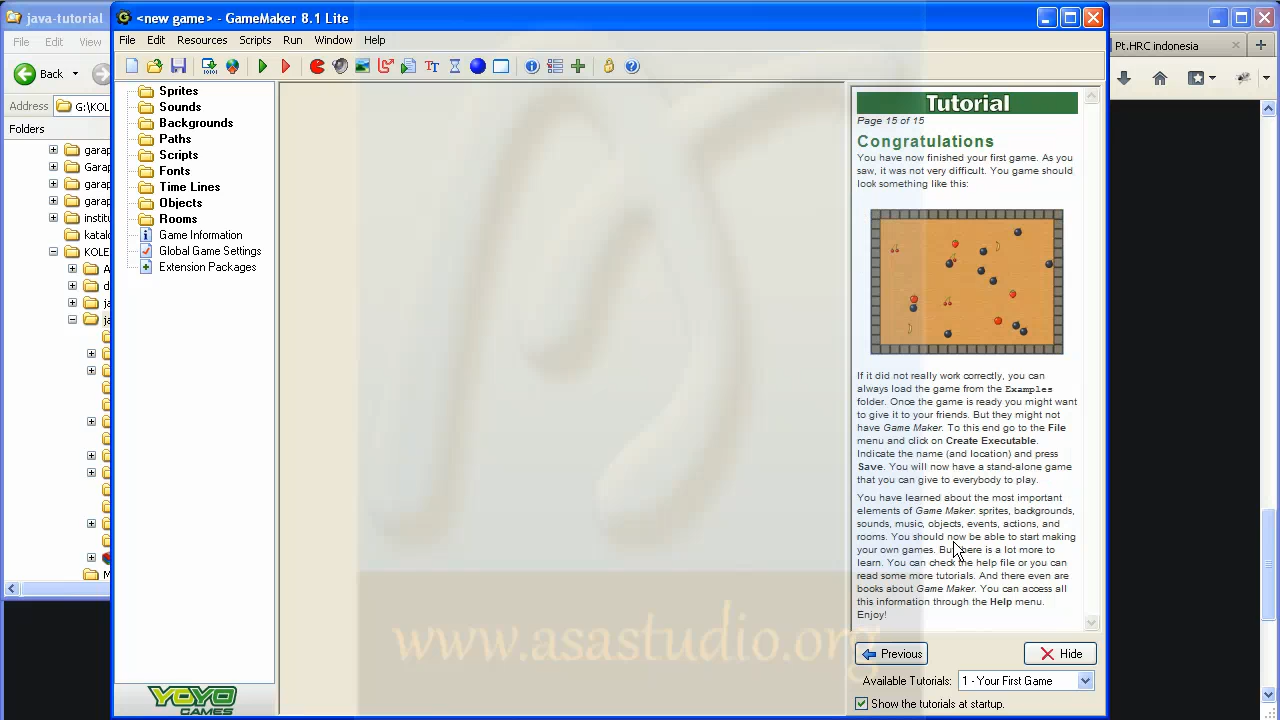 java-tutorial
<new game> - GameMaker 8.1 Lite
File Edit View
File Edit Resources Scripts Run Window Help
Pt.HRC indonesia
Back
Address G:\KOL
Folders
Sprites
Sounds
Backgrounds
Paths
Scripts
Fonts
Time Lines
Objects
Rooms
Game Information
Global Game Settings
Extension Packages
garap
Garap
garap
garap
institu
katalo
KOLE
Tutorial
Page 15 of 15
Congratulations
You have now finished your first game. As you
saw, it was not very difficult. You game should
look something like this:
If it did not really work correctly, you can
always load the game from the Examples
folder. Once the game is ready you might want
to give it to your friends. But they might not
have Game Maker. To this end go to the File
menu and click on Create Executable.
Indicate the name (and location) and press
Save. You will now have a stand-alone game
that you can give to everybody to play.
You have learned about the most important
elements of Game Maker: sprites, backgrounds,
sounds, music, objects, events, actions, and
rooms. You should now be able to start making
your own games. But there is a lot more to
learn. You can check the help file or you can
read some more tutorials. And there even are
books about Game Maker. You can access all
this information through the Help menu.
Enjoy!
Previous Hide
Available Tutorials: 1 - Your First Game
Show the tutorials at startup.
YOYO
GAMES
www.asastudio.org